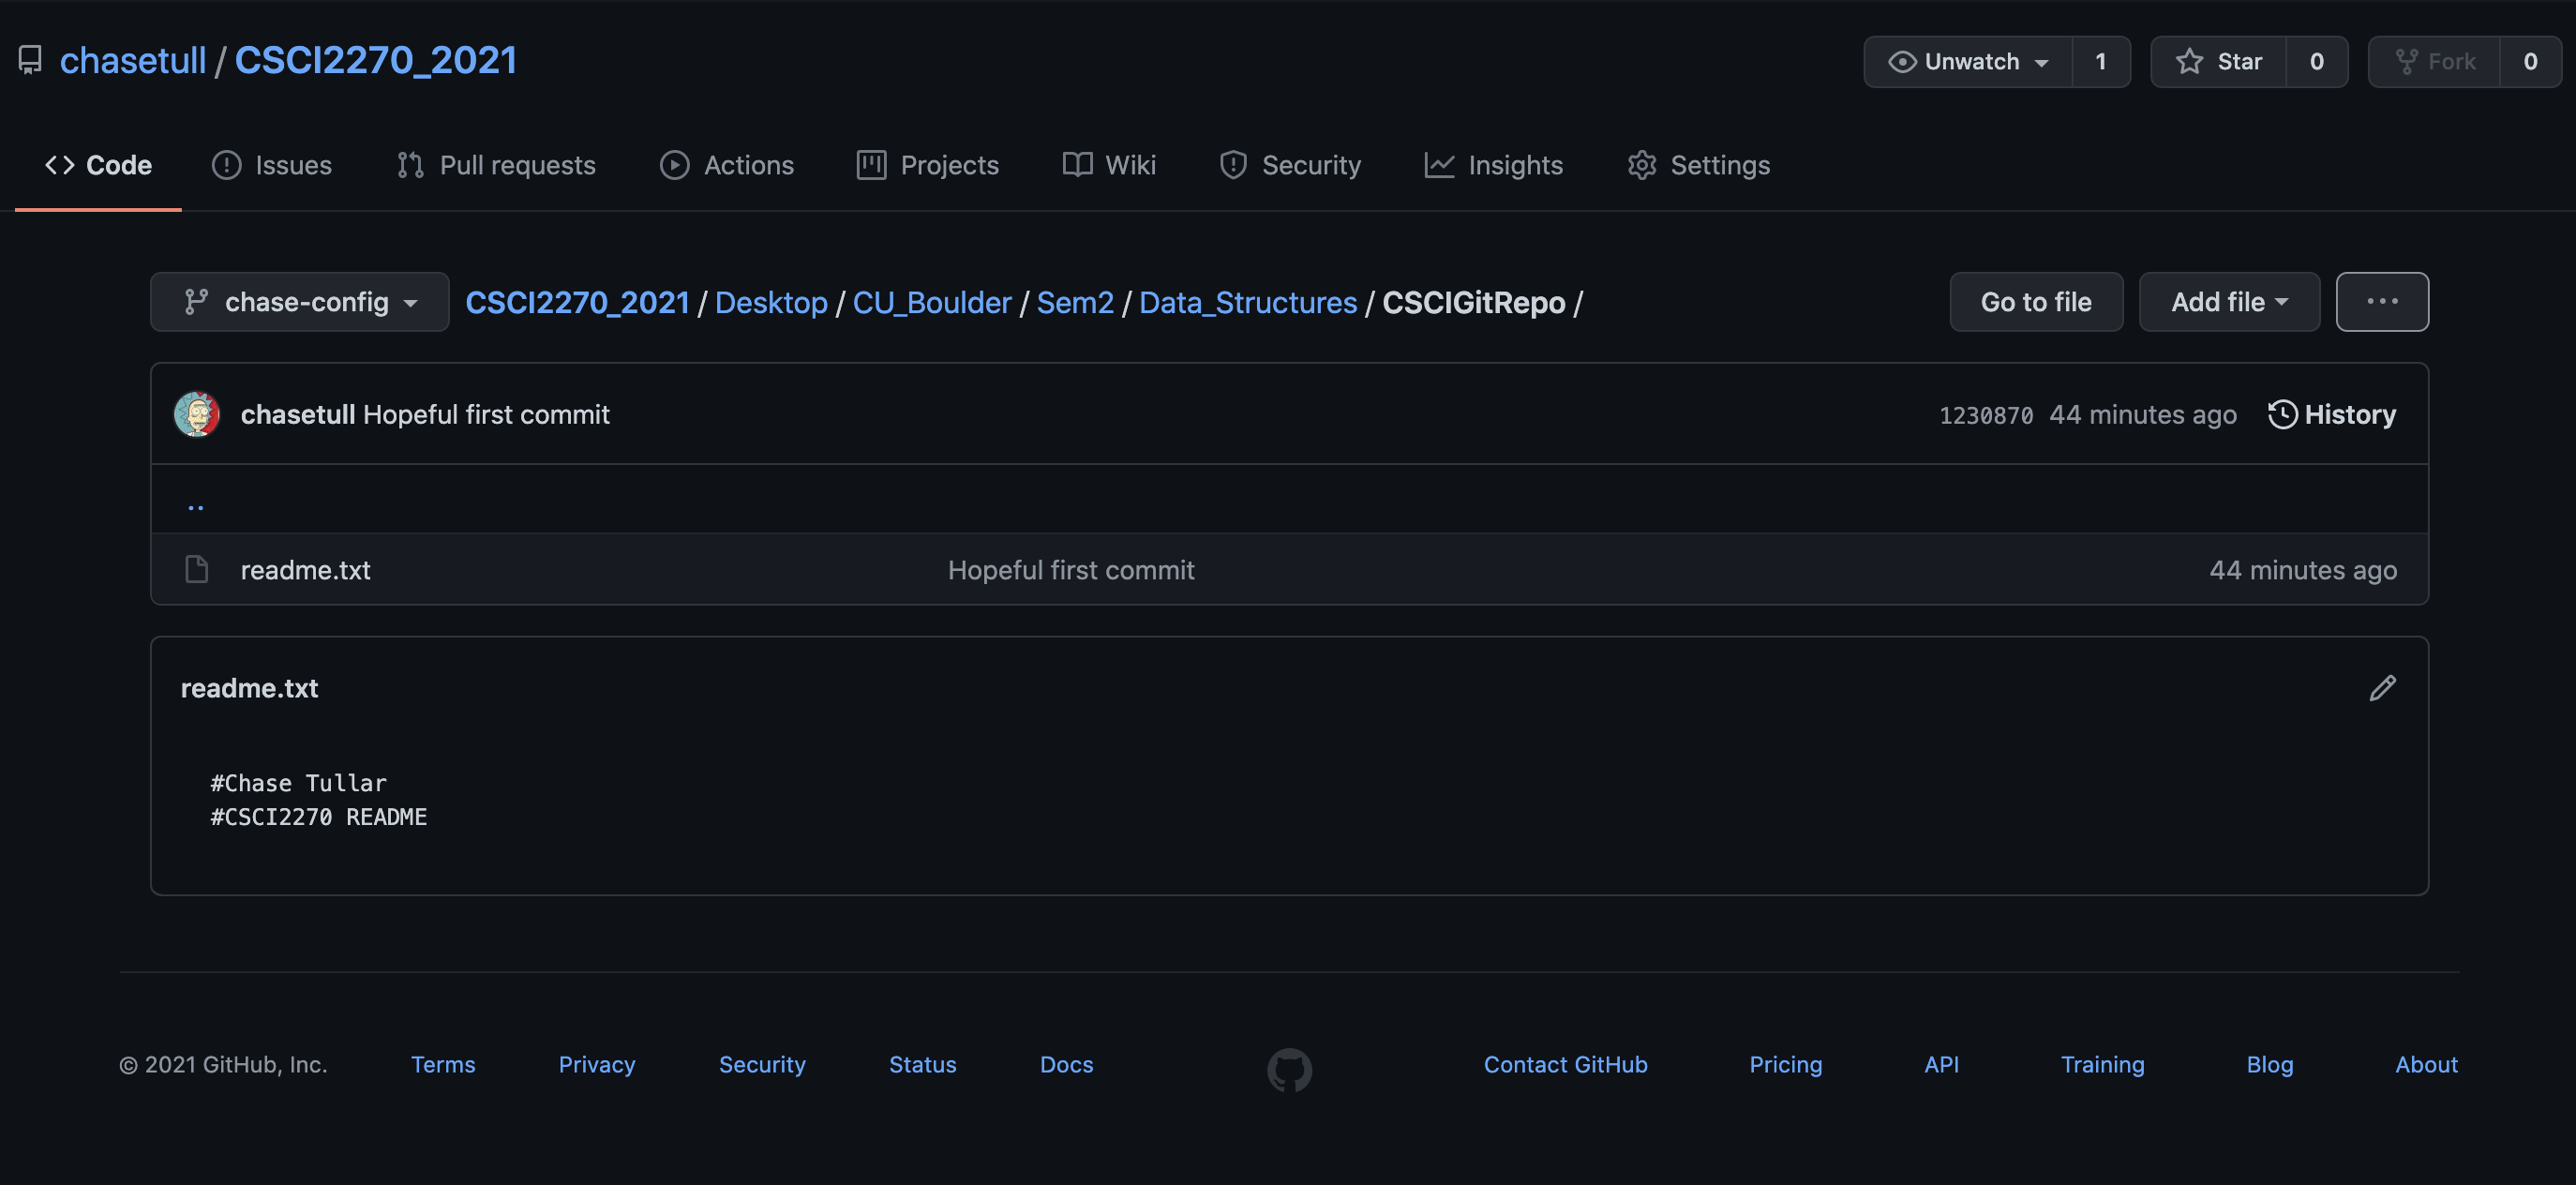 chasetull / CSCI2270_2021 Unwatch 1 Star 0 Fork 0
Code Issues Pull requests Actions Projects Wiki Security Insights Settings
chase-config CSCI2270_2021 / Desktop / CU_Boulder / Sem2 / Data_Structures / CSCIGitRepo / Go to file Add file ...
chasetull Hopeful first commit 1230870 44 minutes ago History
..
readme.txt Hopeful first commit 44 minutes ago
readme.txt
#Chase Tullar
#CSCI2270 README
© 2021 GitHub, Inc. Terms Privacy Security Status Docs Contact GitHub Pricing API Training Blog About